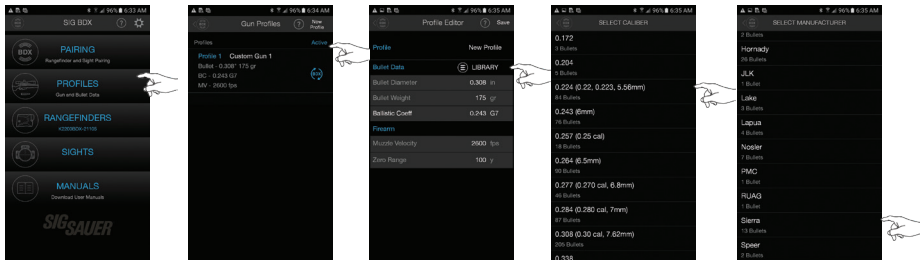 96% 6:33 AM
SIG BDX
?
BDX
PAIRING
Rangefinder and Sight Pairing
PROFILES
Gun and Bullet Data
RANGEFINDERS
SIGHTS
MANUALS
Download User Manuals
SIG SAUER
96% 6:34 AM
Gun Profiles ? New Profile
Profiles Active
Profile 1 Custom Gun 1
Bullet - 0.308" 175 gr
BC - 0.243 G7
MV - 2600 fps
BDX
96% 6:35 AM
Profile Editor ? Save
Profile New Profile
Bullet Data LIBRARY
Bullet Diameter 0.308 in
Bullet Weight 175 gr
Ballistic Coeff 0.243 G7
Firearm
Muzzle Velocity 2600 fps
Zero Range 100 y
96% 6:35 AM
SELECT CALIBER
0.172
3 Bullets
0.204
5 Bullets
0.224 (0.22, 0.223, 5.56mm)
84 Bullets
0.243 (6mm)
76 Bullets
0.257 (0.25 cal)
18 Bullets
0.264 (6.5mm)
90 Bullets
0.277 (0.270 cal, 6.8mm)
45 Bullets
0.284 (0.280 cal, 7mm)
87 Bullets
0.308 (0.30 cal, 7.62mm)
205 Bullets
0.338
96% 6:35 AM
SELECT MANUFACTURER
2 Bullets
Hornady
26 Bullets
JLK
1 Bullet
Lake
3 Bullets
Lapua
4 Bullets
Nosler
7 Bullets
PMC
1 Bullet
RUAG
1 Bullet
Sierra
13 Bullets
Speer
2 Bullets